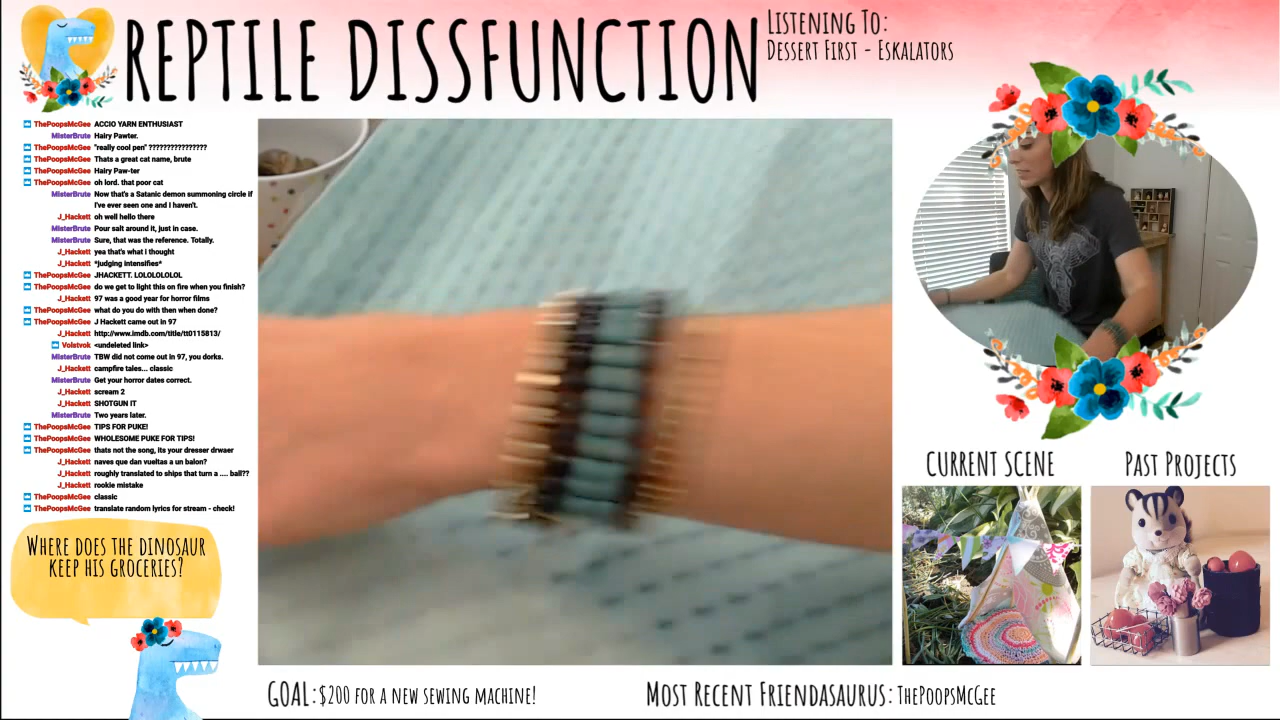 REPTILE DISSFUNCTION
LISTENING TO:
DESSERT FIRST - ESKALATORS
ThePoopsMcGee ACCIO YARN ENTHUSIAST
MisterBrute Hairy Pawter.
ThePoopsMcGee "really cool pen" ???????????????
ThePoopsMcGee Thats a great cat name, brute
ThePoopsMcGee Hairy Paw-ter
ThePoopsMcGee oh lord. that poor cat
MisterBrute Now that's a Satanic demon summoning circle if
I've ever seen one and I haven't.
J_Hackett oh well hello there
MisterBrute Pour salt around it, just in case.
MisterBrute Sure, that was the reference. Totally.
J_Hackett yea that's what i thought
J_Hackett *judging intensifies*
ThePoopsMcGee JHACKETT. LOLOLOLOLOL
ThePoopsMcGee do we get to light this on fire when you finish?
J_Hackett 97 was a good year for horror films
ThePoopsMcGee what do you do with then when done?
ThePoopsMcGee J Hackett came out in 97
J_Hackett http://www.imdb.com/title/tt0115813/
Volstvok <undeleted link>
MisterBrute TBW did not come out in 97, you dorks.
J_Hackett campfire tales... classic
MisterBrute Get your horror dates correct.
J_Hackett scream 2
J_Hackett SHOTGUN IT
MisterBrute Two years later.
ThePoopsMcGee TIPS FOR PUKE!
ThePoopsMcGee WHOLESOME PUKE FOR TIPS!
ThePoopsMcGee thats not the song, its your dresser drwaer
J_Hackett naves que dan vueltas a un balon?
J_Hackett roughly translated to ships that turn a .... ball??
J_Hackett rookie mistake
ThePoopsMcGee classic
ThePoopsMcGee translate random lyrics for stream - check!
WHERE DOES THE DINOSAUR
KEEP HIS GROCERIES?
CURRENT SCENE
PAST PROJECTS
GOAL: $200 FOR A NEW SEWING MACHINE!
MOST RECENT FRIENDASAURUS: THEPOOPSMCGEE